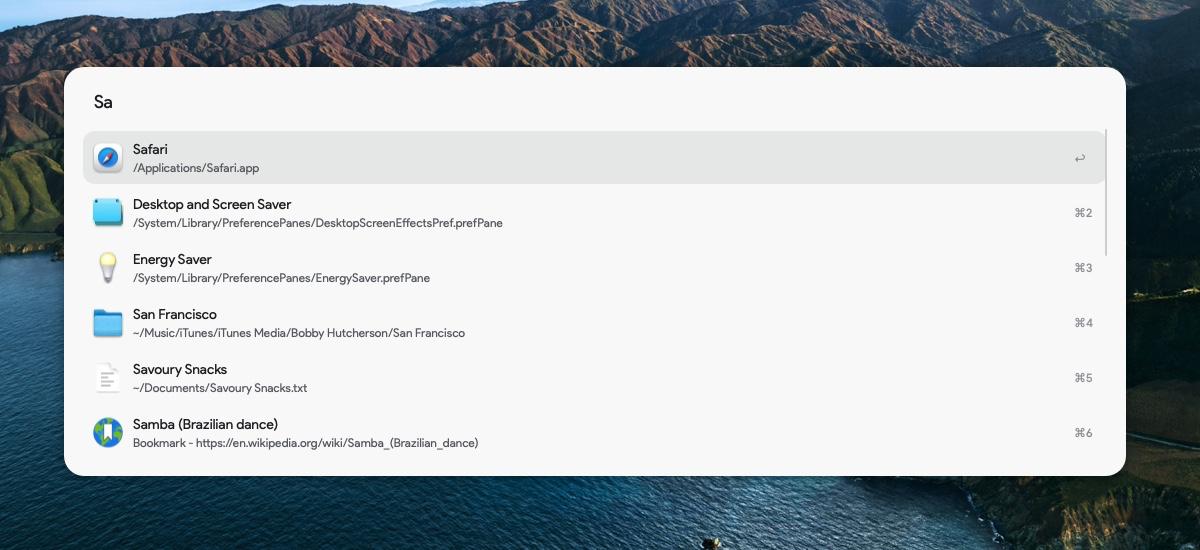 Sa
Safari
/Applications/Safari.app
↩
Desktop and Screen Saver
/System/Library/PreferencePanes/DesktopScreenEffectsPref.prefPane
⌘2
Energy Saver
/System/Library/PreferencePanes/EnergySaver.prefPane
⌘3
San Francisco
~/Music/iTunes/iTunes Media/Bobby Hutcherson/San Francisco
⌘4
Savoury Snacks
~/Documents/Savoury Snacks.txt
⌘5
Samba (Brazilian dance)
Bookmark - https://en.wikipedia.org/wiki/Samba_(Brazilian_dance)
⌘6